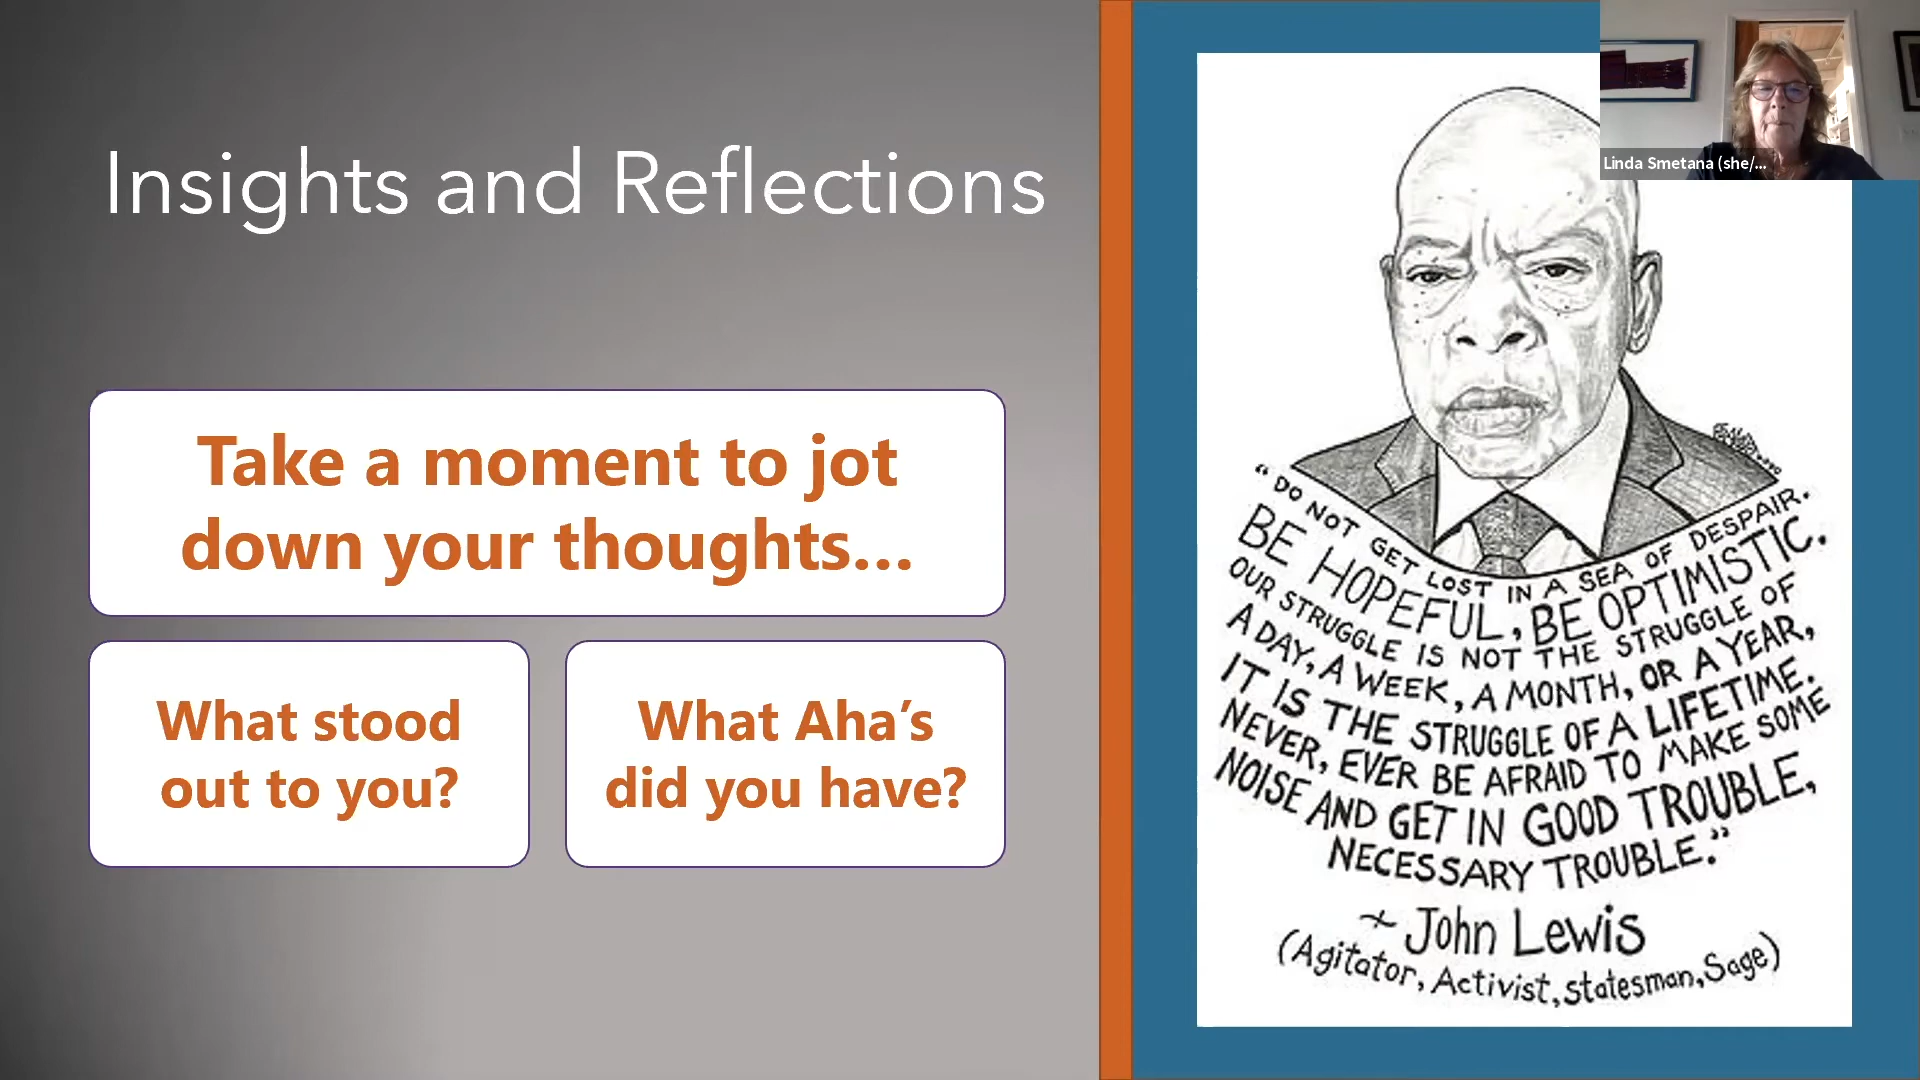 Insights and Reflections
Take a moment to jot
down your thoughts...
What stood
out to you?
What Aha’s
did you have?
Linda Smetana (she/...
“DO NOT GET LOST IN A SEA OF DESPAIR.
BE HOPEFUL, BE OPTIMISTIC.
OUR STRUGGLE IS NOT THE STRUGGLE OF
A DAY, A WEEK, A MONTH, OR A YEAR,
IT IS THE STRUGGLE OF A LIFETIME.
NEVER, EVER BE AFRAID TO MAKE SOME
NOISE AND GET IN GOOD TROUBLE,
NECESSARY TROUBLE.”
~ John Lewis
(Agitator, Activist, Statesman, Sage)